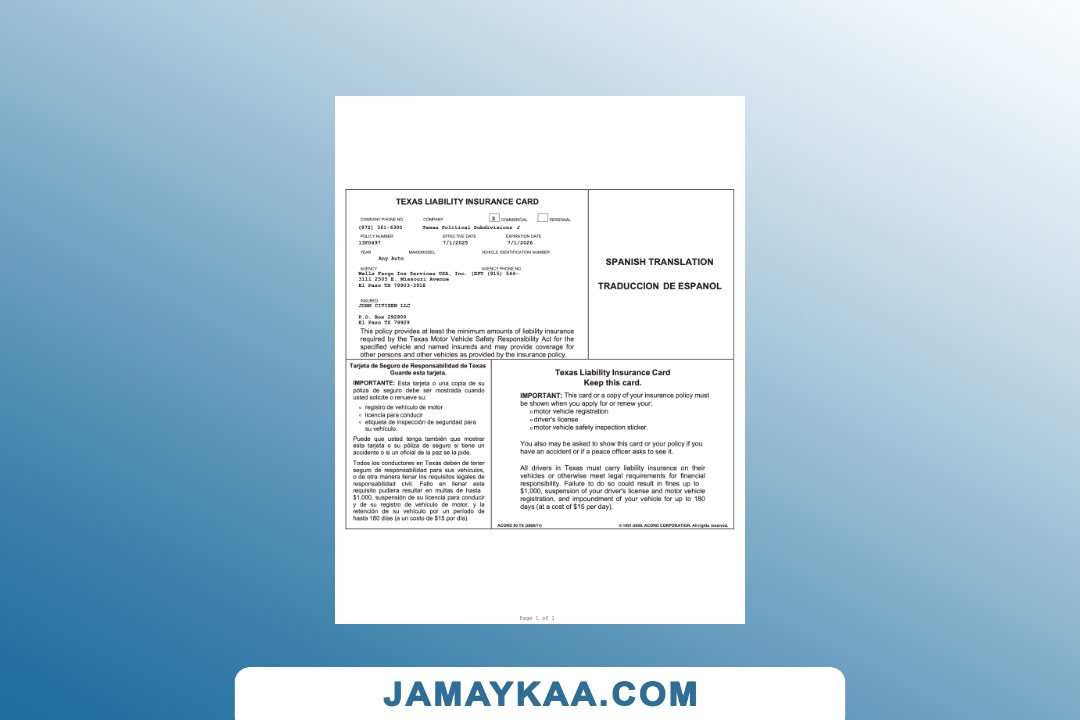 TEXAS LIABILITY INSURANCE CARD
COMPANY PHONE NO. COMPANY X COMMERCIAL PERSONAL
(972) 361-6300 Texas Political Subdivisions J
POLICY NUMBER EFFECTIVE DATE EXPIRATION DATE
7/1/2025 7/1/2026
YEAR MAKE/MODEL VEHICLE IDENTIFICATION NUMBER
Any Auto
AGENCY AGENCY PHONE NO.
Wells Fargo Ins Services USA, Inc. (915) 544-
3111 2505 E. Missouri Avenue
El Paso TX
INSURED
JOHN CITIZEN LLC
P.O. Box
El Paso TX 79929
This policy provides at least the minimum amounts of liability insurance
required by the Texas Motor Vehicle Safety Responsibility Act for the
specified vehicle and named insureds and may provide coverage for
other persons and other vehicles as provided by the insurance policy.
SPANISH TRANSLATION
TRADUCCION DE ESPANOL
Tarjeta de Seguro de Responsabilidad de Texas
Guarde esta tarjeta.
IMPORTANTE: Esta tarjeta o una copia de su
póliza de seguro debe ser mostrada cuando
usted solicite o renueve su:
registro de vehículo de motor
licencia para conducir
etiqueta de inspección de seguridad para
su vehículo.
Puede que usted tenga también que mostrar
esta tarjeta o su póliza de seguro si tiene un
accidente o si un oficial de la paz se la pide.
Todos los conductores en Texas deben de tener
seguro de responsabilidad para sus vehículos,
o de otra manera llenar los requisitos legales de
responsabilidad civil. Fallo en llenar este
requisito pudiera resultar en multas de hasta
$1,000, suspensión de su licencia para conducir
y de su registro de vehículo de motor, y la
retención de su vehículo por un período de
hasta 180 días (a un costo de $15 por día).
Texas Liability Insurance Card
Keep this card.
IMPORTANT: This card or a copy of your insurance policy must
be shown when you apply for or renew your:
motor vehicle registration
driver's license
motor vehicle safety inspection sticker.
You also may be asked to show this card or your policy if you
have an accident or if a peace officer asks to see it.
All drivers in Texas must carry liability insurance on their
vehicles or otherwise meet legal requirements for financial
responsibility. Failure to do so could result in fines up to
$1,000, suspension of your driver's license and motor vehicle
registration, and impoundment of your vehicle for up to 180
days (at a cost of $15 per day).
ACORD 50 TX ACORD CORPORATION. All rights reserved.
Page 1 of
JAMAYKAA.COM